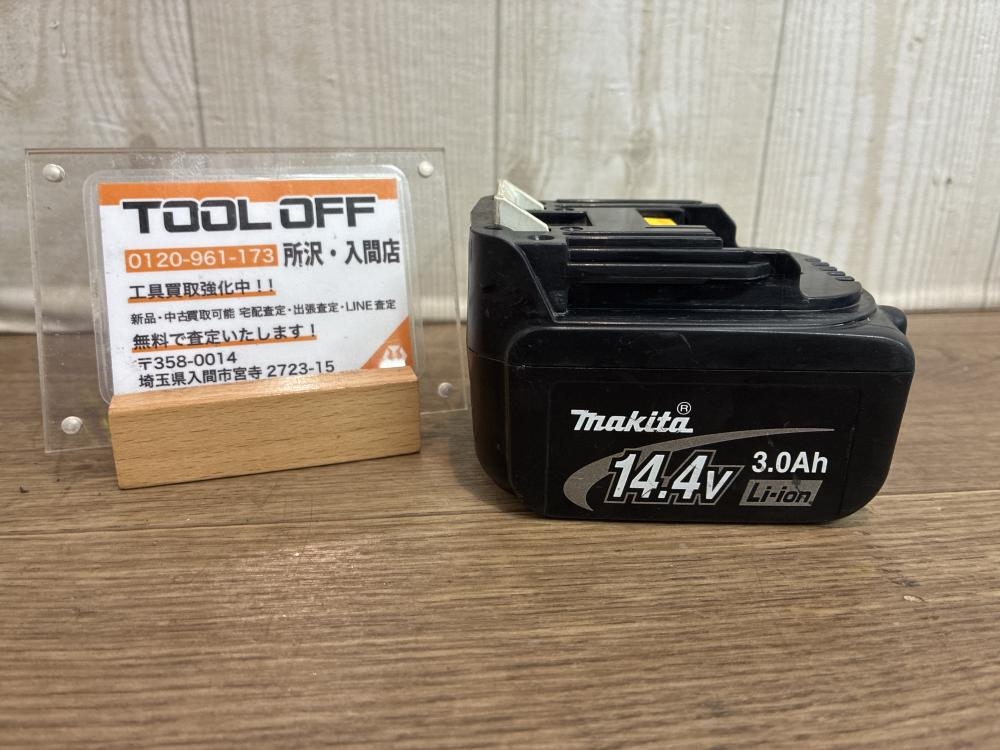 TOOL OFF
0120-961-173 所沢・入間店
工具買取強化中!!
新品・中古買取可能 宅配査定・出張査定・LINE査定
無料で査定いたします!
〒358-0014
埼玉県入間市宮寺 2723-15
makita®
14.4V 3.0Ah
Li-ion